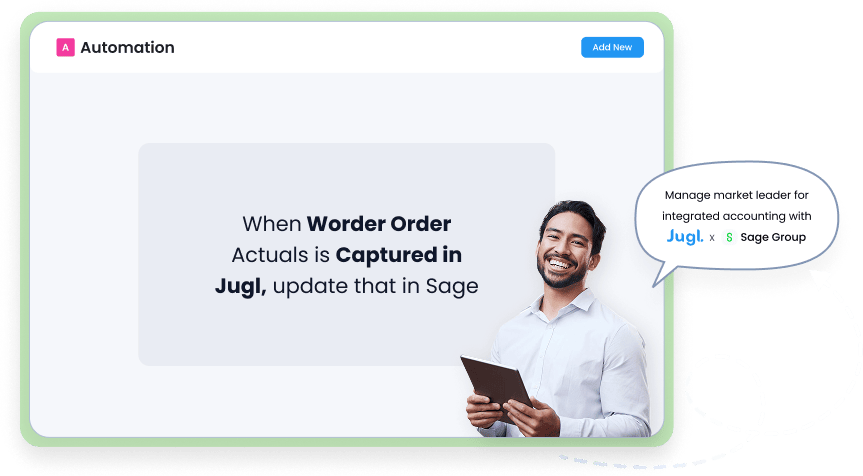 A Automation
Add New
When Worder Order
Actuals is Captured in
Jugl, update that in Sage
Manage market leader for
integrated accounting with
Jugl. x S Sage Group